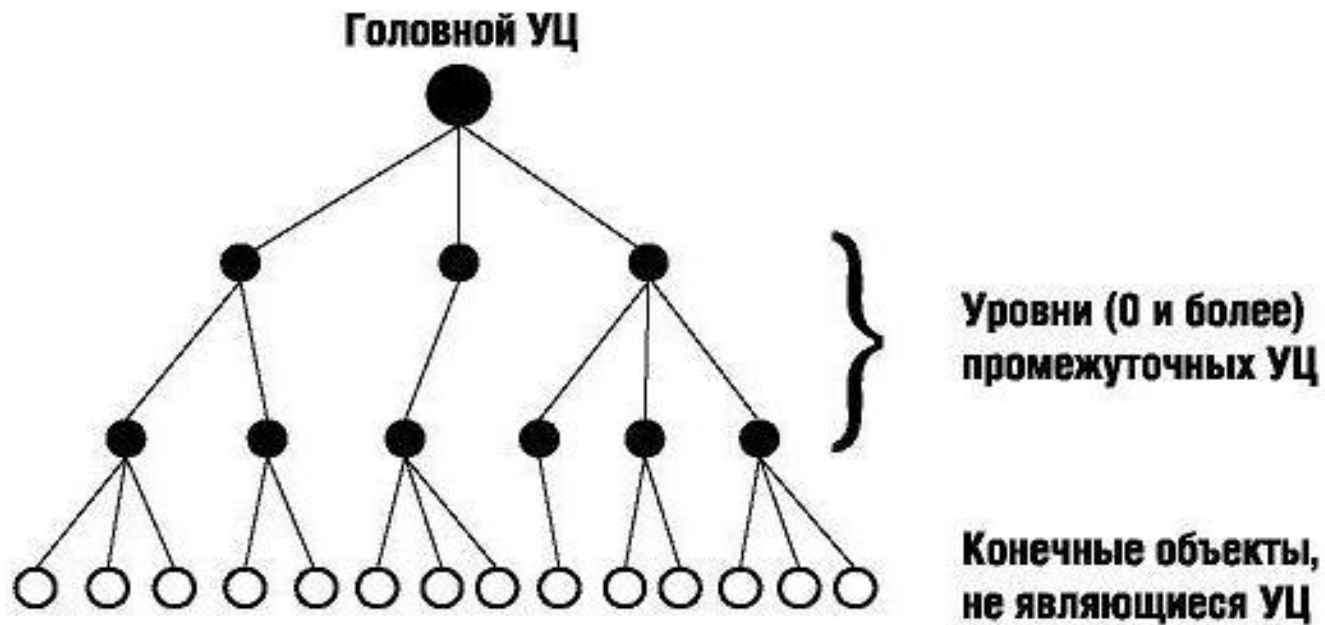 Головной УЦ
Уровни (0 и более)
промежуточных УЦ
Конечные объекты,
не являющиеся УЦ